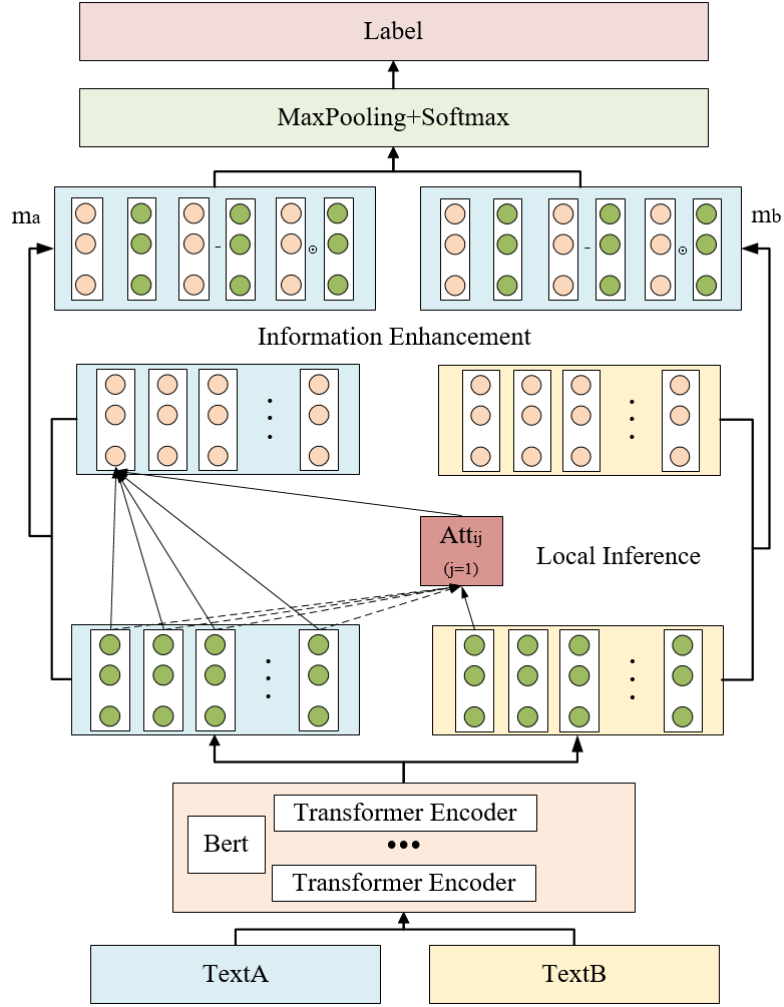 Label
MaxPooling+Softmax
ma
mb
- ⊙
- ⊙
Information Enhancement
Attij
(j=1)
Local Inference
Transformer Encoder
Bert
•••
Transformer Encoder
TextA
TextB